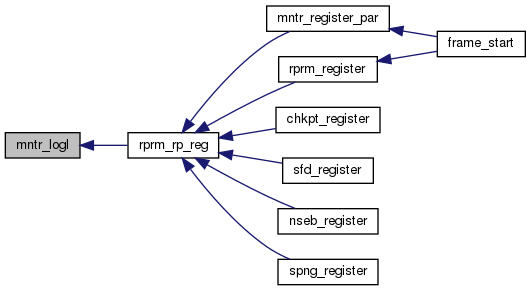 mntr_register_par
frame_start
rprm_register
chkpt_register
mntr_logl
rprm_rp_reg
sfd_register
nseb_register
spng_register